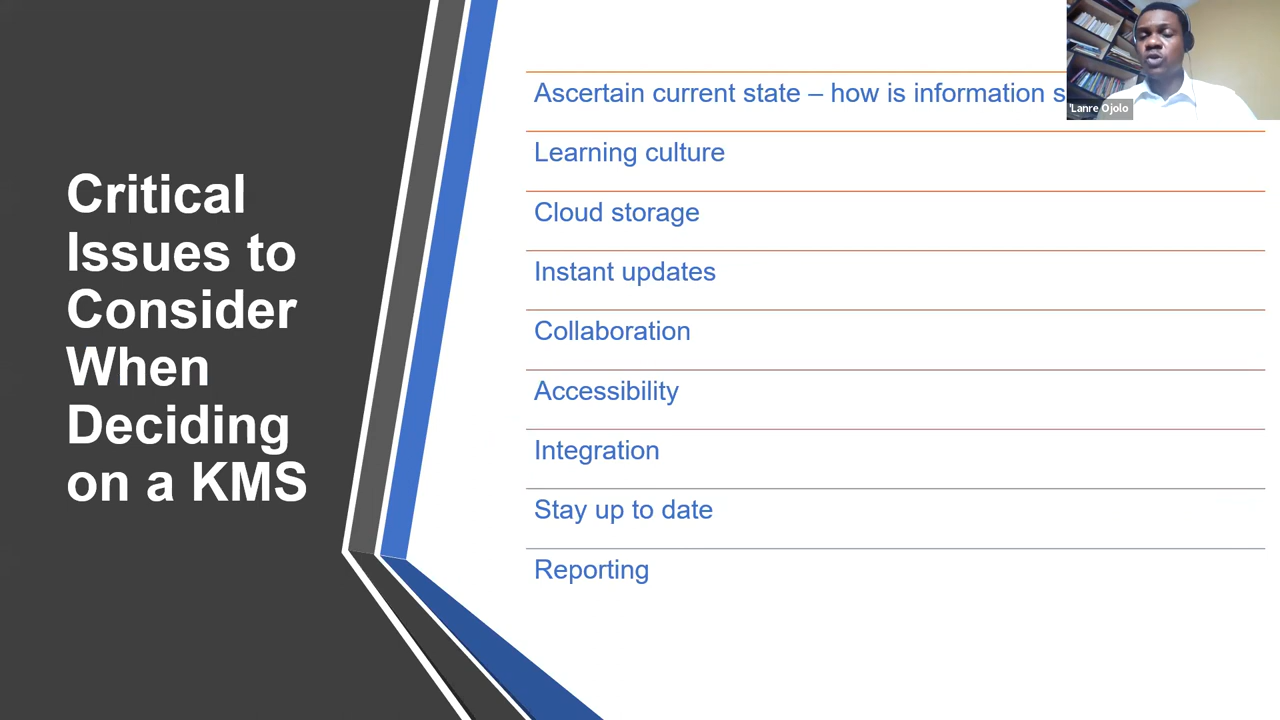 Critical
Issues to
Consider
When
Deciding
on a KMS
Ascertain current state – how is information
Learning culture
Cloud storage
Instant updates
Collaboration
Accessibility
Integration
Stay up to date
Reporting
'Lanre Ojolo